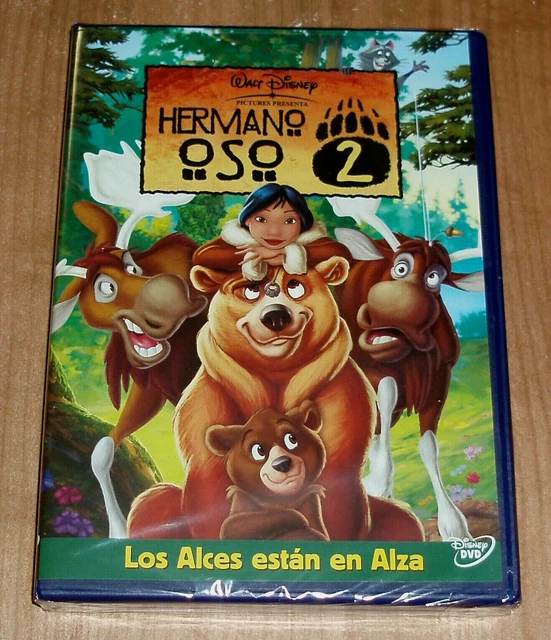 WALT DISNEY
PICTURES PRESENTA
HERMANO
OSO 2
Los Alces están en Alza
Disney
DVD